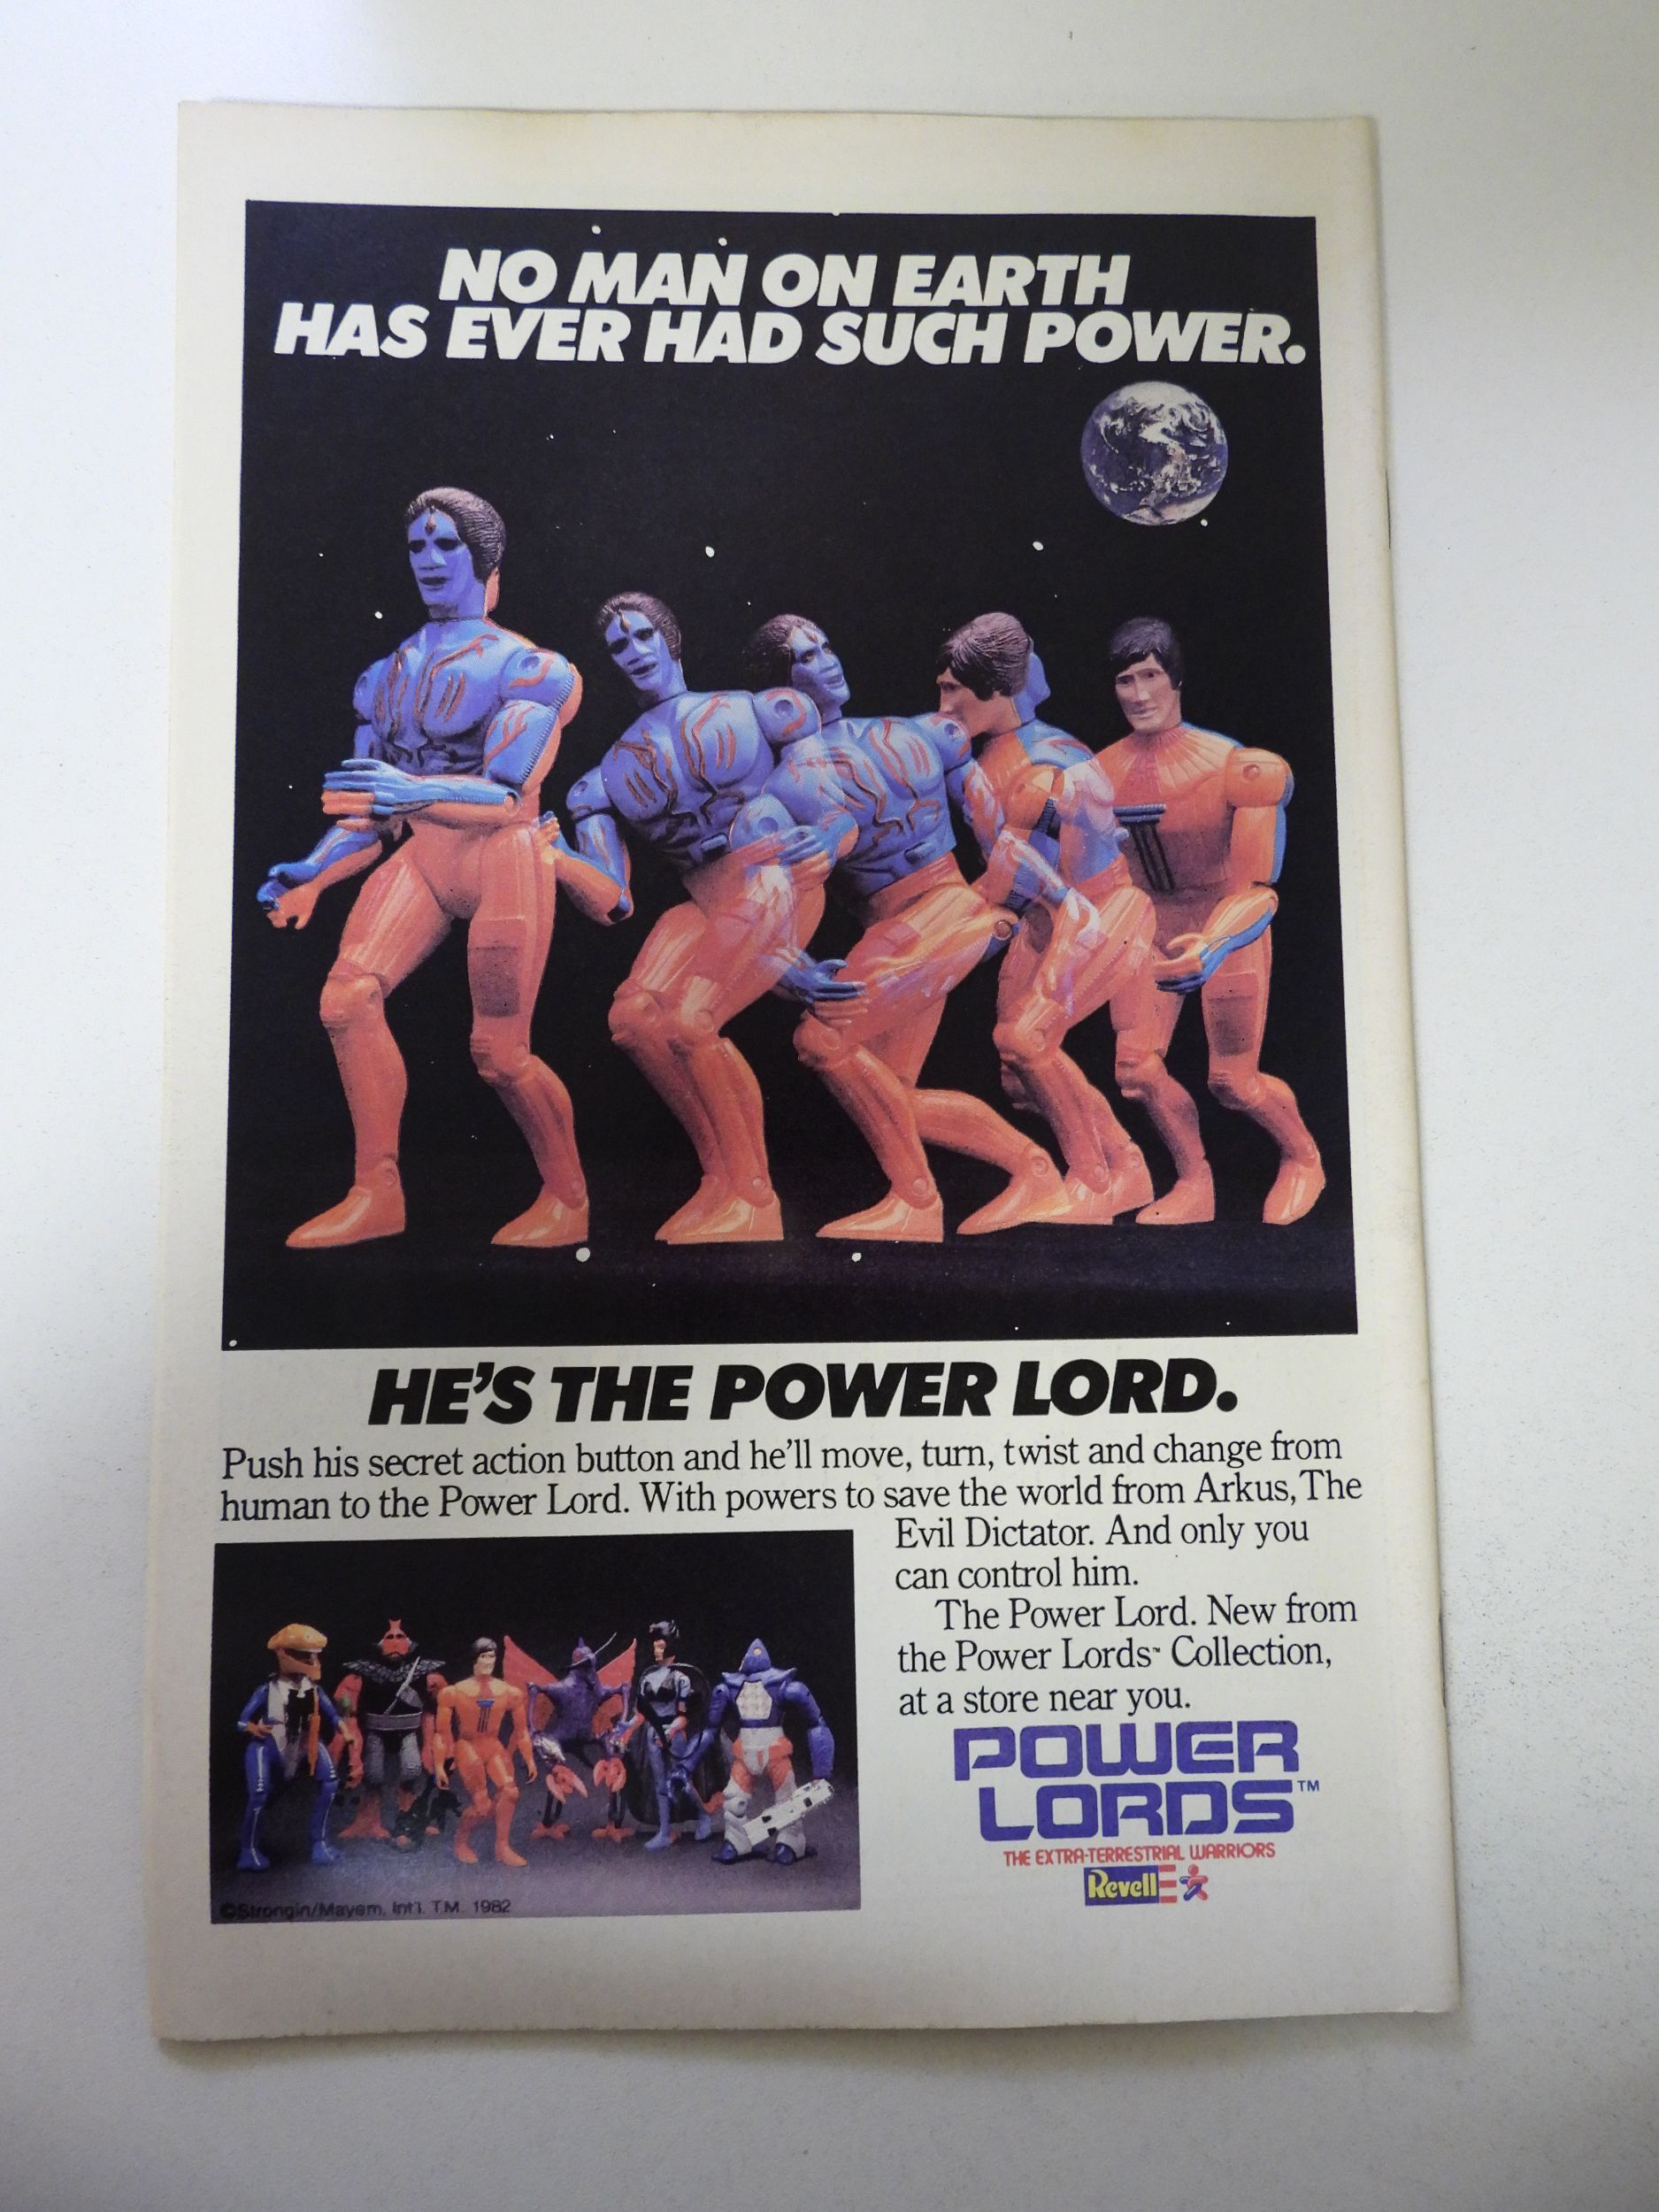 NO MAN ON EARTH
HAS EVER HAD SUCH POWER.
HE'S THE POWER LORD.
Push his secret action button and he'll move, turn, twist and change from
human to the Power Lord. With powers to save the world from Arkus, The
Evil Dictator. And only you
can control him.
The Power Lord. New from
the Power Lords™ Collection,
at a store near you.
POWER
LORDS™
THE EXTRA-TERRESTRIAL WARRIORS
Revell
©Strongin/Mayem, Int'l. T.M. 1982